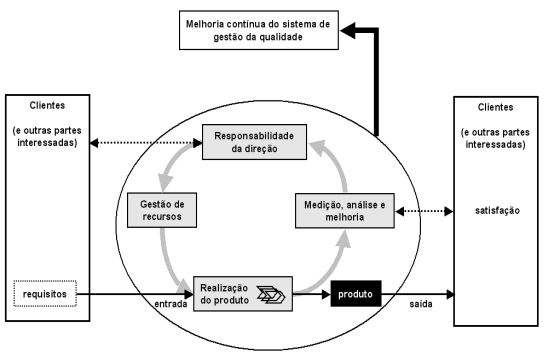 Melhoria contínua do sistema de
gestão da qualidade
Clientes
(e outras partes
interessadas)
Clientes
(e outras partes
interessadas)
Responsabilidade
da direção
Gestão de
recursos
Medição, análise e
melhoria
satisfação
requisitos
entrada
Realização
do produto
produto
saída